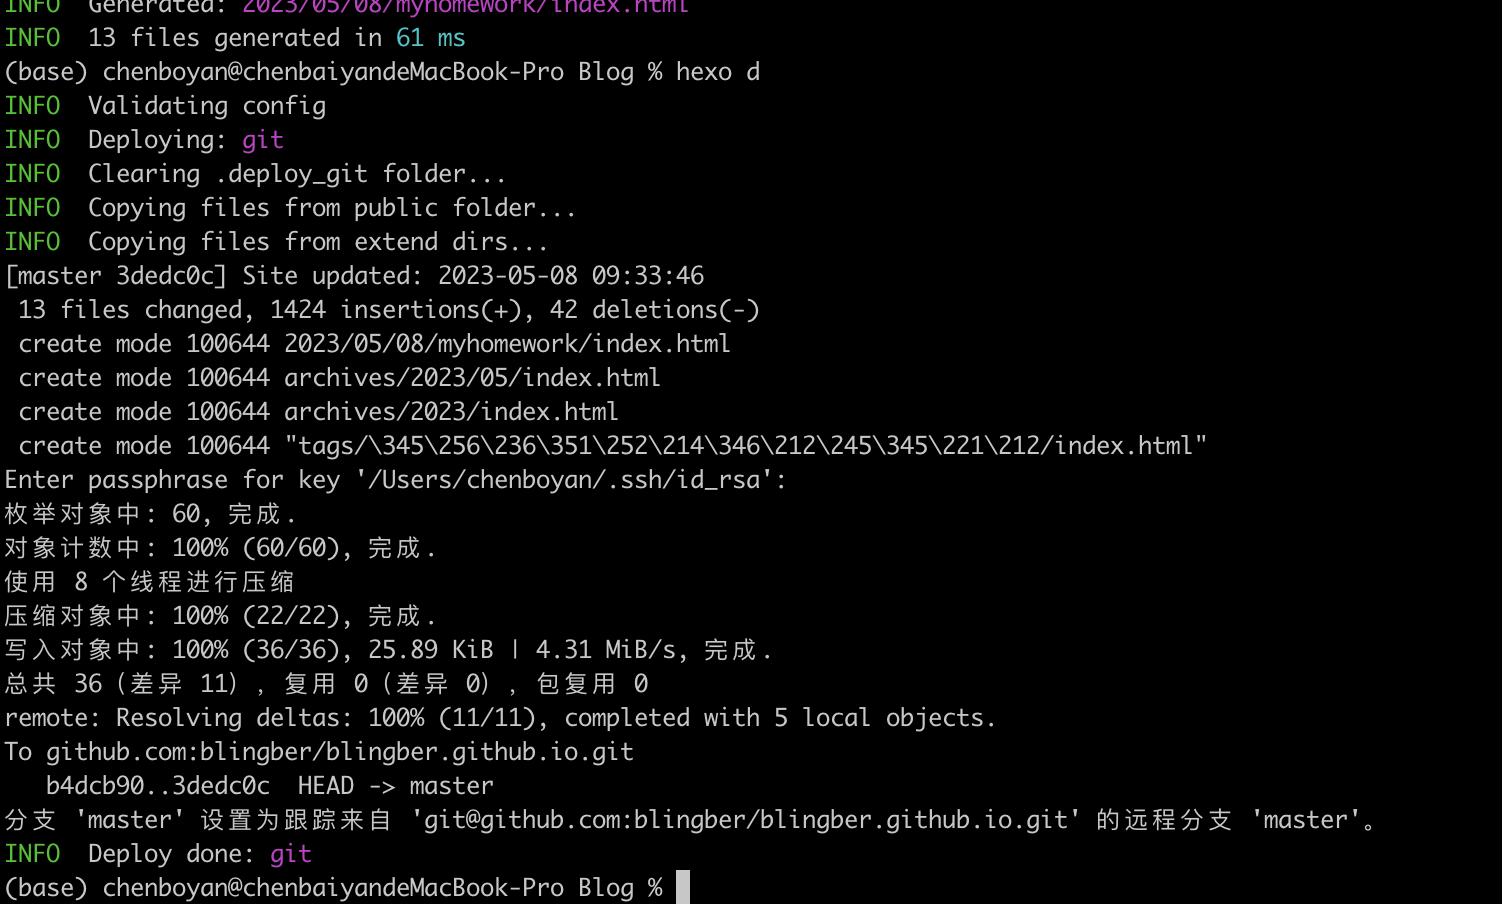 INFO  Generated: 2023/05/08/myhomework/index.html
INFO  13 files generated in 61 ms
(base) chenboyan@chenbaiyandeMacBook-Pro Blog % hexo d
INFO  Validating config
INFO  Deploying: git
INFO  Clearing .deploy_git folder...
INFO  Copying files from public folder...
INFO  Copying files from extend dirs...
[master 3dedc0c] Site updated: 2023-05-08 09:33:46
 13 files changed, 1424 insertions(+), 42 deletions(-)
 create mode 100644 2023/05/08/myhomework/index.html
 create mode 100644 archives/2023/05/index.html
 create mode 100644 archives/2023/index.html
 create mode 100644 "tags/\345\256\236\351\252\214\346\212\245\345\221\212/index.html"
Enter passphrase for key '/Users/chenboyan/.ssh/id_rsa':
枚举对象中: 60, 完成.
对象计数中: 100% (60/60), 完成.
使用 8 个线程进行压缩
压缩对象中: 100% (22/22), 完成.
写入对象中: 100% (36/36), 25.89 KiB | 4.31 MiB/s, 完成.
总共 36（差异 11），复用 0（差异 0），包复用 0
remote: Resolving deltas: 100% (11/11), completed with 5 local objects.
To github.com:blingber/blingber.github.io.git
   b4dcb90..3dedc0c  HEAD -> master
分支 'master' 设置为跟踪来自 'git@github.com:blingber/blingber.github.io.git' 的远程分支 'master'。
INFO  Deploy done: git
(base) chenboyan@chenbaiyandeMacBook-Pro Blog %